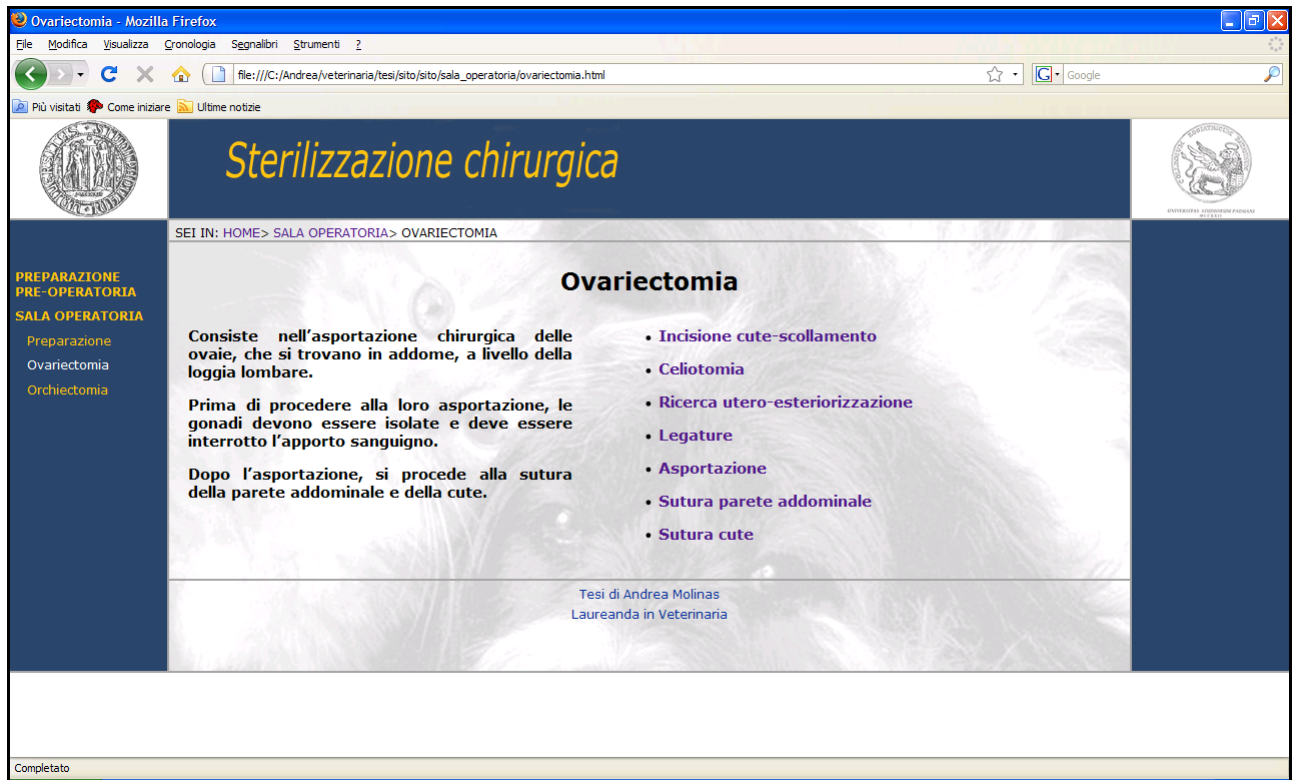 Ovariectomia - Mozilla Firefox
File Modifica Visualizza Cronologia Segnalibri Strumenti ?
file:///C:/Andrea/veterinaria/tesi/sito/sito/sala_operatoria/ovariectomia.html
G Google
Più visitati Come iniziare Ultime notizie
Sterilizzazione chirurgica
SEI IN: HOME> SALA OPERATORIA> OVARIECTOMIA
PREPARAZIONE
PRE-OPERATORIA
SALA OPERATORIA
Preparazione
Ovariectomia
Orchiectomia
Ovariectomia
Consiste nell'asportazione chirurgica delle
ovaie, che si trovano in addome, a livello della
loggia lombare.
Prima di procedere alla loro asportazione, le
gonadi devono essere isolate e deve essere
interrotto l'apporto sanguigno.
Dopo l'asportazione, si procede alla sutura
della parete addominale e della cute.
• Incisione cute-scollamento
• Celiotomia
• Ricerca utero-esteriorizzazione
• Legature
• Asportazione
• Sutura parete addominale
• Sutura cute
Tesi di Andrea Molinas
Laureanda in Veterinaria
Completato